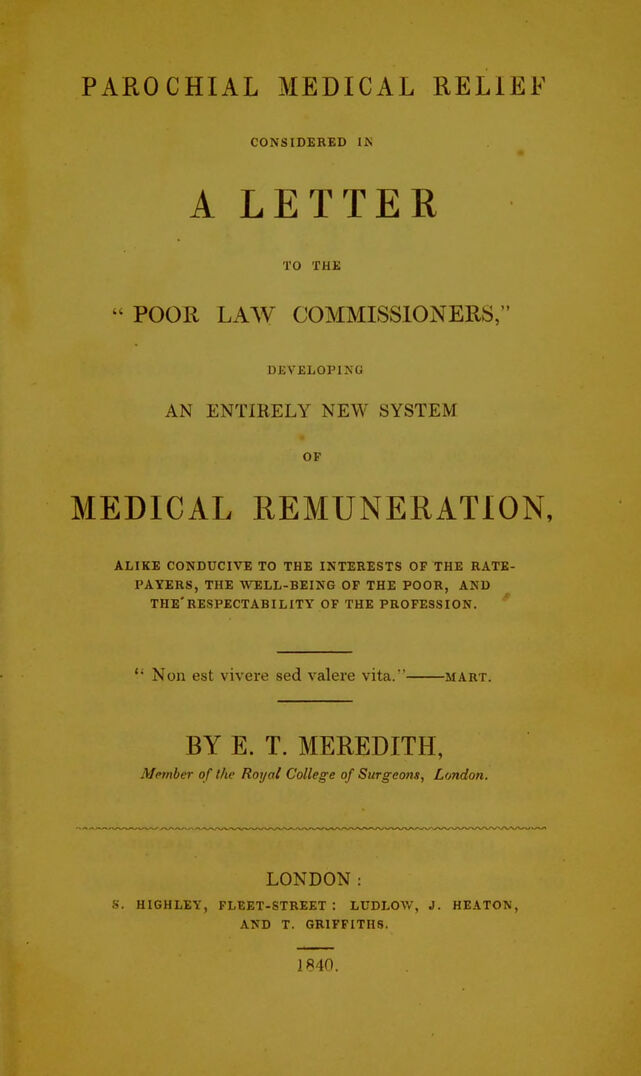 PAROCHIAL MEDICAL RELIEF
CONSIDERED IN
A LETTER
TO THE
“ POOR LAW COMMISSIONERS,”
DEVELOPING
AN ENTIRELY NEW SYSTEM
OF
MEDICAL REMUNERATION,
ALIKE CONDUCIVE TO THE INTERESTS OF THE RATE-
PAYERS, THE WELL-BEING OF THE POOR, AND
THE RESPECTABILITY OF THE PROFESSION.
“ Non est vivere sed valere vita.”——MART.
BY E. T. MEREDITH,
Member of the Royal College of Surgeons, London.
LONDON :
S. HIGHLEY, FLEET-STREET : LUDLOW, J. HEATON,
AND T. GRIFFITHS.
1840.